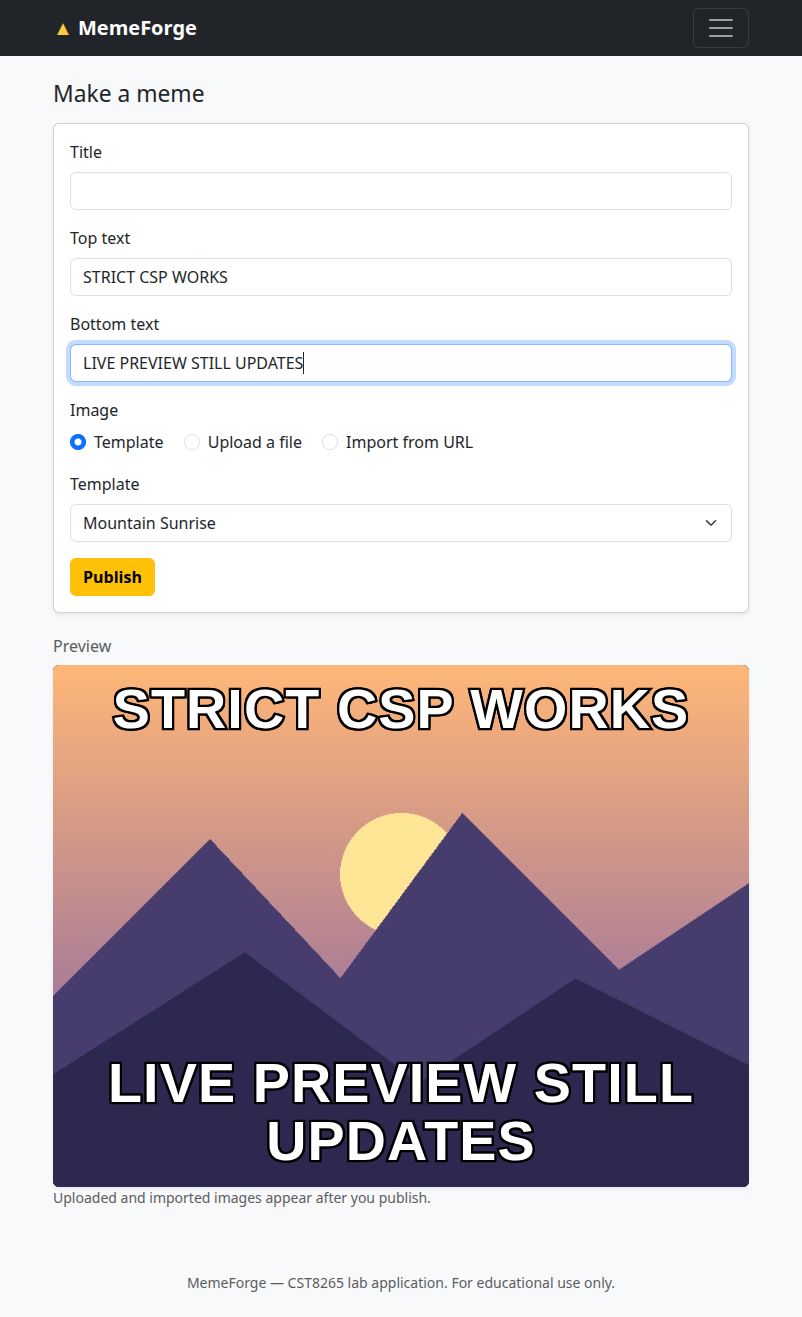 ▲ MemeForge
Make a meme
Title
Top text
STRICT CSP WORKS
Bottom text
LIVE PREVIEW STILL UPDATES
Image
Template Upload a file Import from URL
Template
Mountain Sunrise
Publish
Preview
STRICT CSP WORKS
LIVE PREVIEW STILL
UPDATES
Uploaded and imported images appear after you publish.
MemeForge — CST8265 lab application. For educational use only.